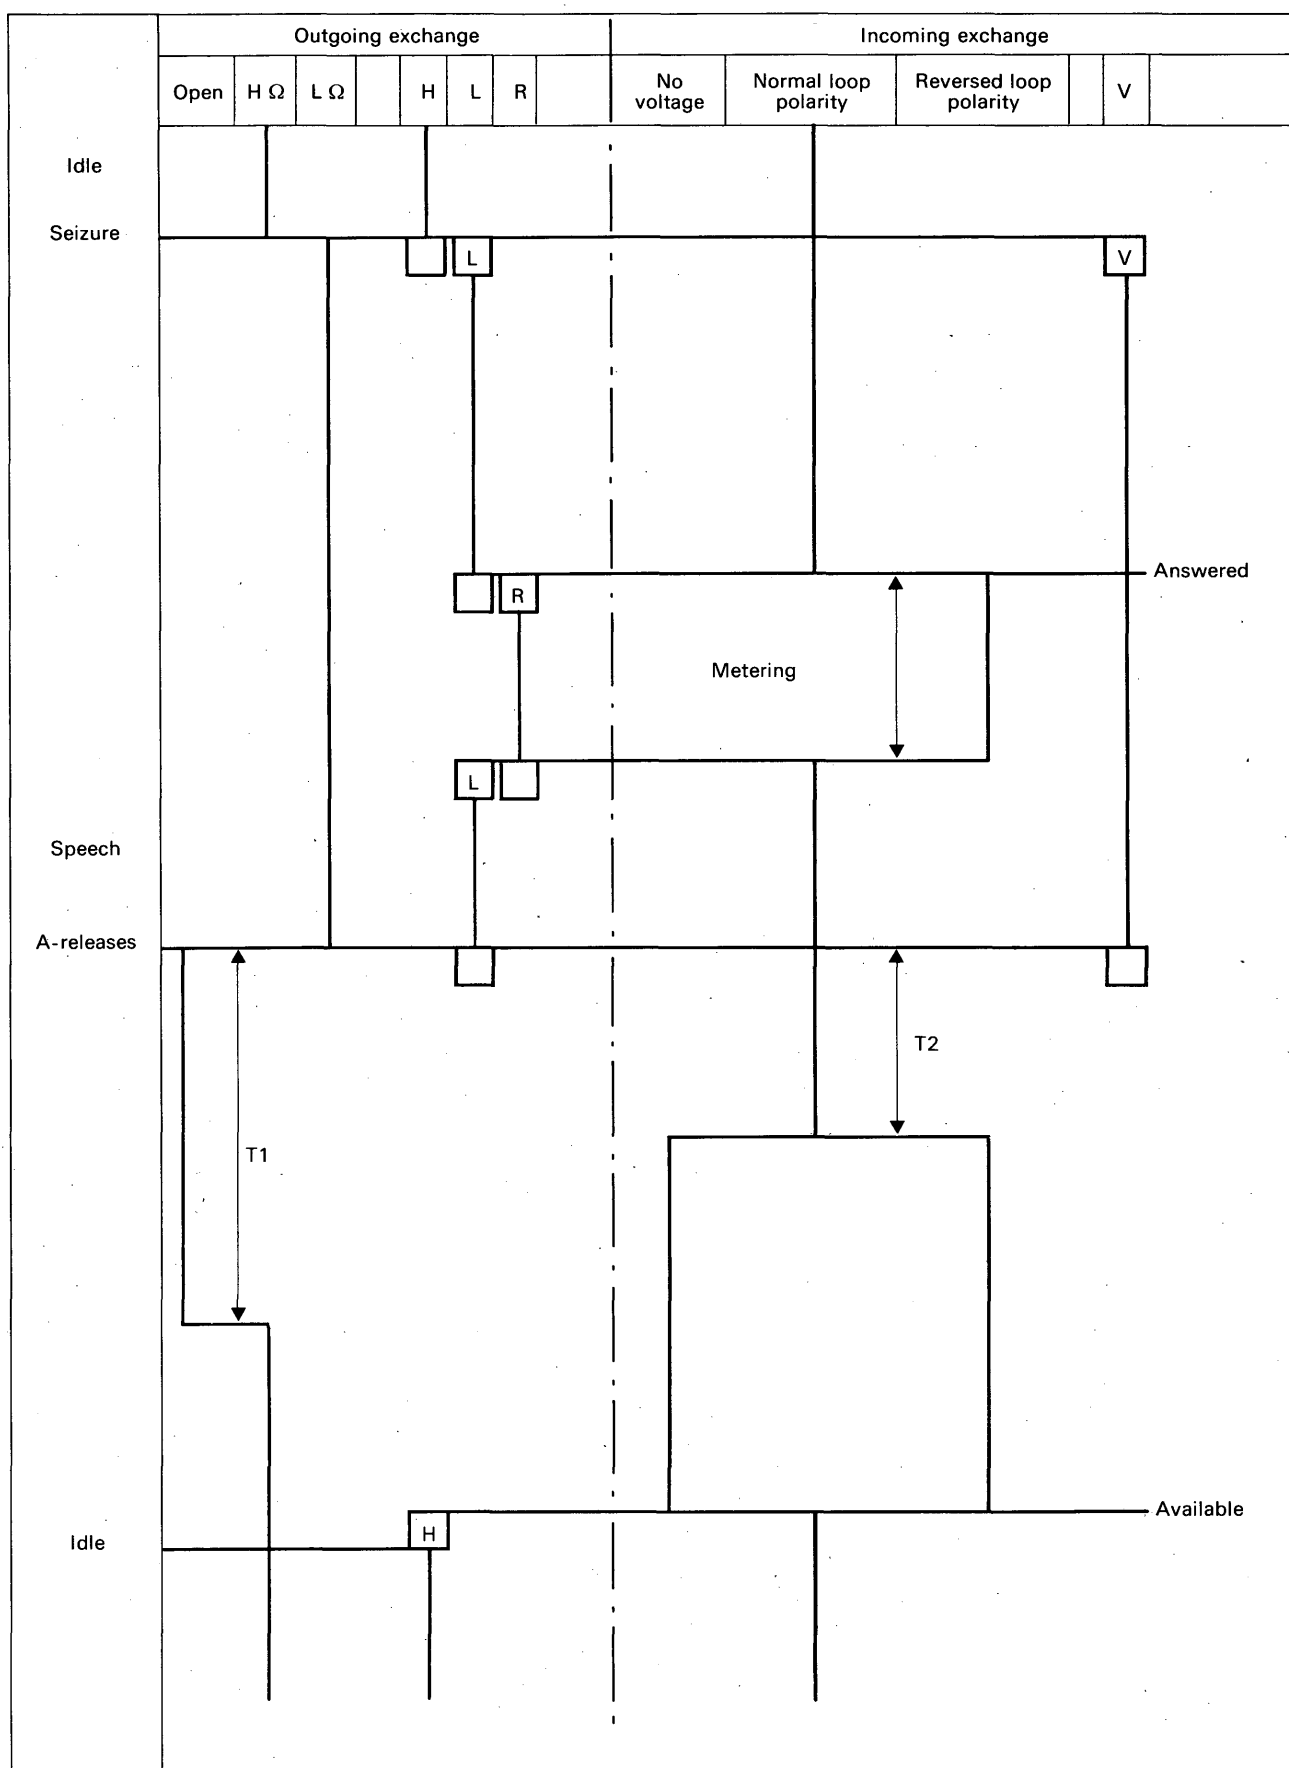 Outgoing exchange
Incoming exchange
Open
H Ω
L Ω
H
L
R
No
voltage
Normal loop
polarity
Reversed loop
polarity
V
Idle
Seizure
L
V
Answered
R
Metering
L
Speech
A-releases
T2
T1
Available
H
Idle